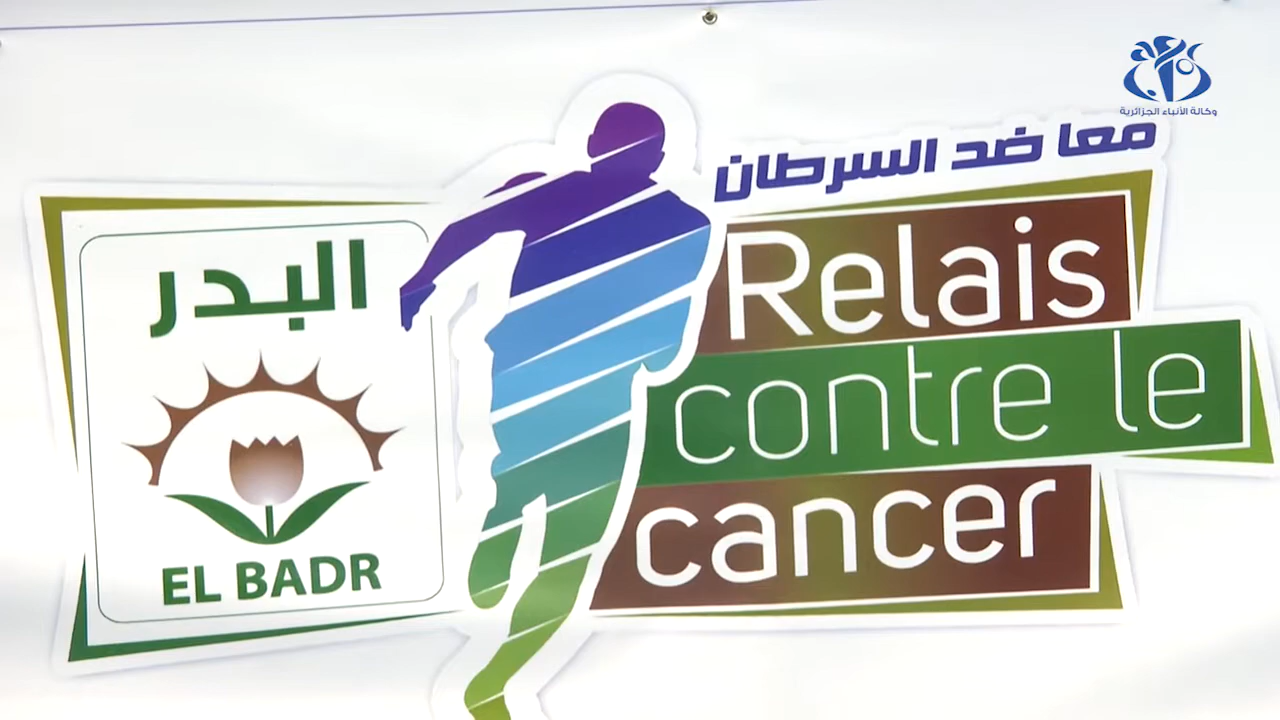 وكالة الأنباء الجزائرية
معا ضد السرطان
البدر
EL BADR
Relais
contre le
cancer